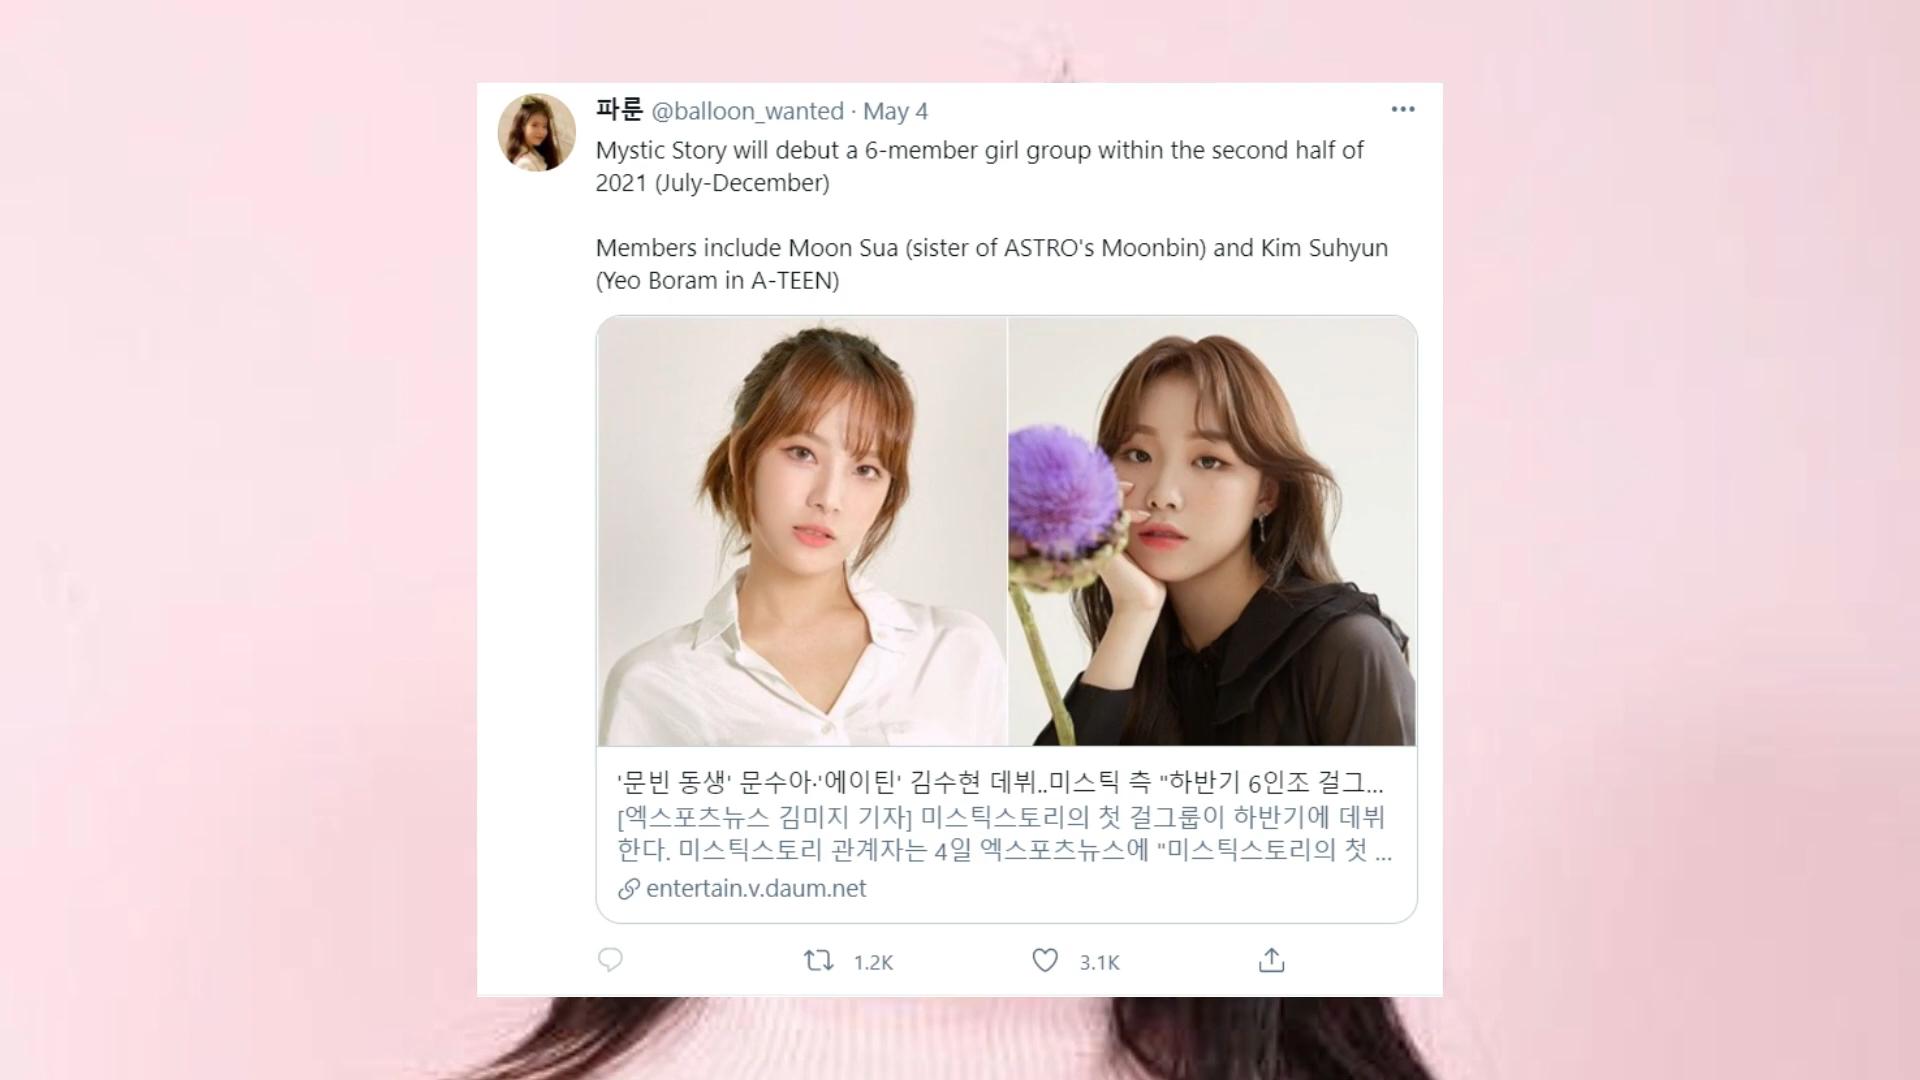 파룬 @balloon_wanted · May 4
Mystic Story will debut a 6-member girl group within the second half of
2021 (July-December)
Members include Moon Sua (sister of ASTRO's Moonbin) and Kim Suhyun
(Yeo Boram in A-TEEN)
'문빈 동생' 문수아·'에이틴' 김수현 데뷔..미스틱 측 "하반기 6인조 걸그...
[엑스포츠뉴스 김미지 기자] 미스틱스토리의 첫 걸그룹이 하반기에 데뷔
한다. 미스틱스토리 관계자는 4일 엑스포츠뉴스에 "미스틱스토리의 첫 ...
entertain.v.daum.net
1.2K 3.1K